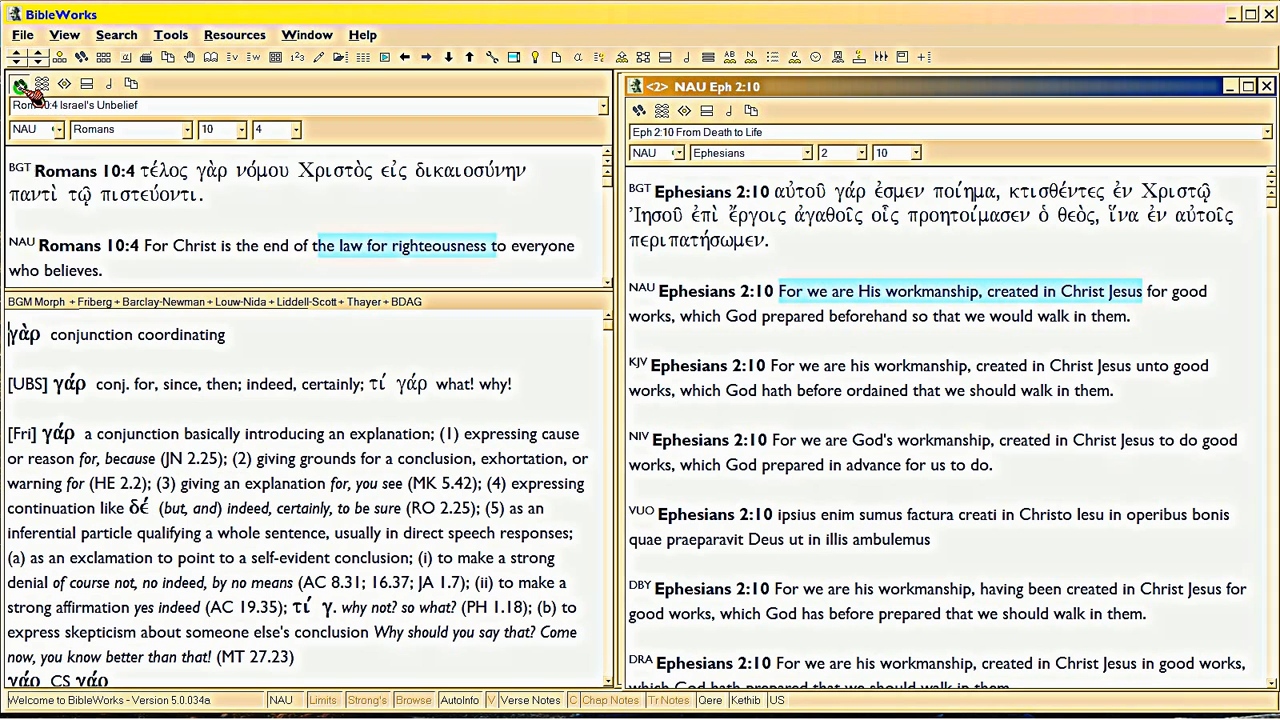 BibleWorks
File View Search Tools Resources Window Help
Rom 10:4 Israel's Unbelief
NAU Romans 10 4
BGT Romans 10:4 τέλος γὰρ νόμου Χριστὸς εἰς δικαιοσύνην
παντὶ τῷ πιστεύοντι.
NAU Romans 10:4 For Christ is the end of the law for righteousness to everyone
who believes.
BGM Morph + Friberg + Barclay-Newman + Louw-Nida + Liddell-Scott + Thayer + BDAG
γὰρ conjunction coordinating
[UBS] γάρ conj. for, since, then; indeed, certainly; τί γάρ what! why!
[Fri] γάρ a conjunction basically introducing an explanation; (1) expressing cause
or reason for, because (JN 2.25); (2) giving grounds for a conclusion, exhortation, or
warning for (HE 2.2); (3) giving an explanation for, you see (MK 5.42); (4) expressing
continuation like δέ (but, and) indeed, certainly, to be sure (RO 2.25); (5) as an
inferential particle qualifying a whole sentence, usually in direct speech responses;
(a) as an exclamation to point to a self-evident conclusion; (i) to make a strong
denial of course not, no indeed, by no means (AC 8.31; 16.37; JA 1.7); (ii) to make a
strong affirmation yes indeed (AC 19.35); τί γ. why not? so what? (PH 1.18); (b) to
express skepticism about someone else's conclusion Why should you say that? Come
now, you know better than that! (MT 27.23)
γάρ CS γάρ
<2> NAU Eph 2:10
Eph 2:10 From Death to Life
NAU Ephesians 2 10
BGT Ephesians 2:10 αὐτοῦ γάρ ἐσμεν ποίημα, κτισθέντες ἐν Χριστῷ
Ἰησοῦ ἐπὶ ἔργοις ἀγαθοῖς οἷς προητοίμασεν ὁ θεὸς, ἵνα ἐν αὐτοῖς
περιπατήσωμεν.
NAU Ephesians 2:10 For we are His workmanship, created in Christ Jesus for good
works, which God prepared beforehand so that we would walk in them.
KJV Ephesians 2:10 For we are his workmanship, created in Christ Jesus unto good
works, which God hath before ordained that we should walk in them.
NIV Ephesians 2:10 For we are God's workmanship, created in Christ Jesus to do good
works, which God prepared in advance for us to do.
VUO Ephesians 2:10 ipsius enim sumus factura creati in Christo Iesu in operibus bonis
quae praeparavit Deus ut in illis ambulemus
DBY Ephesians 2:10 For we are his workmanship, having been created in Christ Jesus for
good works, which God has before prepared that we should walk in them.
DRA Ephesians 2:10 For we are his workmanship, created in Christ Jesus in good works,
which God hath prepared that we should walk in them.
Welcome to BibleWorks - Version 5.0.034a NAU Limits Strong's Browse AutoInfo V Verse Notes C Chap Notes Tr Notes Qere Kethib US